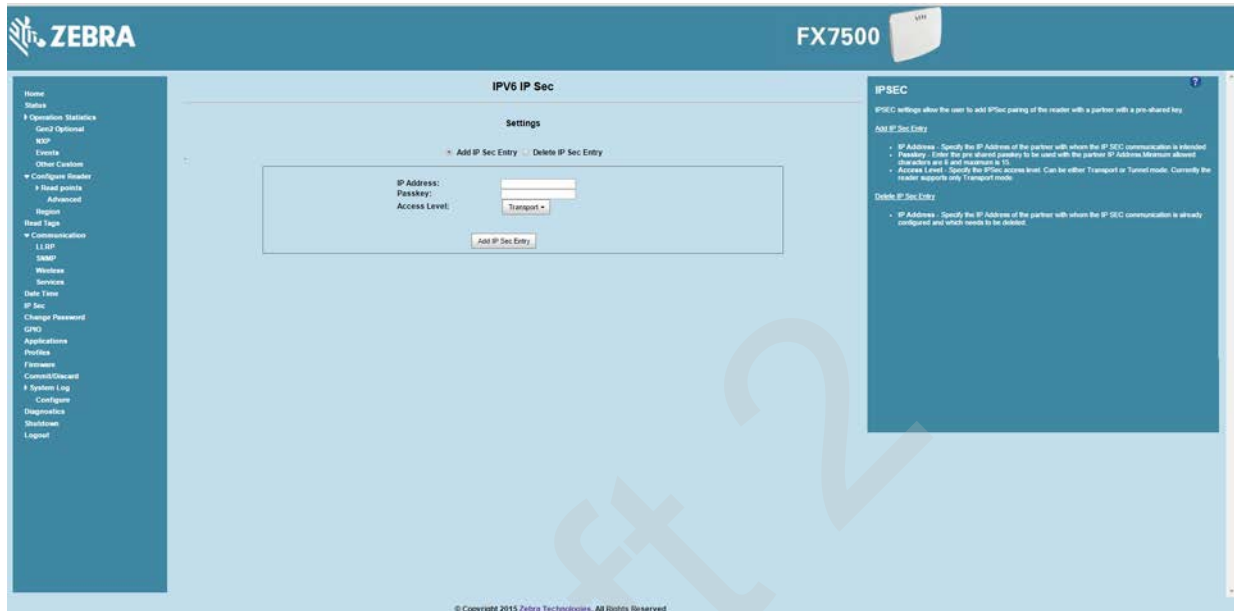 ZEBRA
FX7500
Home
Status
Operation Statistics
Gen2 Optional
NXP
Events
Other Custom
Configure Reader
Read points
Advanced
Region
Read Tags
Communication
LLRP
SNMP
Wireless
Services
Date Time
IP Sec
Change Password
GPIO
Applications
Profiles
Firmware
Commit/Discard
System Log
Configure
Diagnostics
Shutdown
Logout
IPV6 IP Sec
Settings
Add IP Sec Entry Delete IP Sec Entry
IP Address:
Passkey:
Access Level: Transport
Add IP Sec Entry
?
IPSEC
IPSEC settings allow the user to add IPSec pairing of the reader with a partner with a pre-shared key.
Add IP Sec Entry
• IP Address - Specify the IP Address of the partner with whom the IP SEC communication is intended
• Passkey - Enter the pre shared passkey to be used with the partner IP Address.Minimum allowed
characters are 6 and maximum is 15.
• Access Level - Specify the IPSec access level. Can be either Transport or Tunnel mode. Currently the
reader supports only Transport mode
Delete IP Sec Entry
• IP Address - Specify the IP Address of the partner with whom the IP SEC communication is already
configured and which needs to be deleted.
ft 2
© Copyright 2015 Zebra Technologies. All Rights Reserved